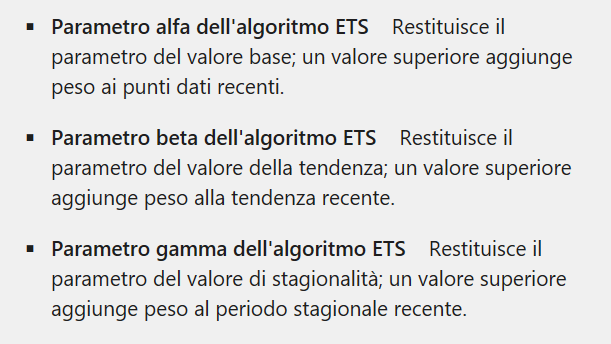 ▪ Parametro alfa dell'algoritmo ETS Restituisce il
parametro del valore base; un valore superiore aggiunge
peso ai punti dati recenti.
▪ Parametro beta dell'algoritmo ETS Restituisce il
parametro del valore della tendenza; un valore superiore
aggiunge peso alla tendenza recente.
▪ Parametro gamma dell'algoritmo ETS Restituisce il
parametro del valore di stagionalità; un valore superiore
aggiunge peso al periodo stagionale recente.